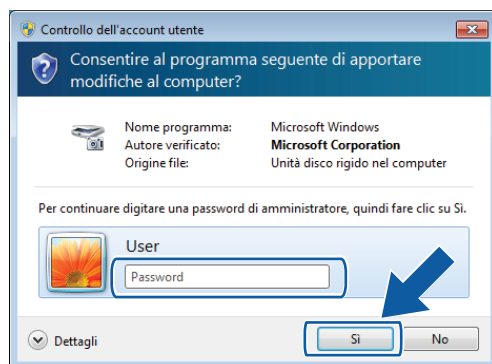 Controllo dell'account utente
Consentire al programma seguente di apportare
modifiche al computer?
Nome programma: Microsoft Windows
Autore verificato: Microsoft Corporation
Origine file: Unità disco rigido nel computer
Per continuare digitare una password di amministratore, quindi fare clic su Sì.
User
Password
Dettagli
Sì
No